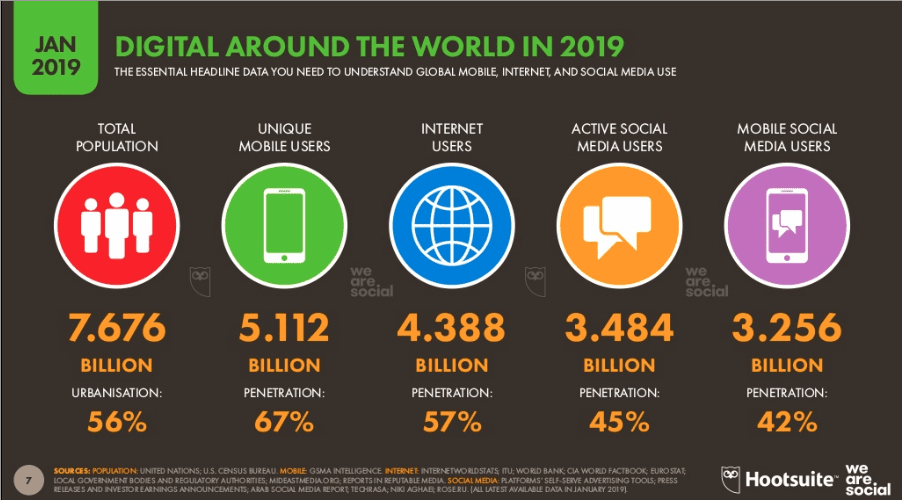 JAN
2019
DIGITAL AROUND THE WORLD IN 2019
THE ESSENTIAL HEADLINE DATA YOU NEED TO UNDERSTAND GLOBAL MOBILE, INTERNET, AND SOCIAL MEDIA USE
TOTAL
POPULATION
UNIQUE
MOBILE USERS
INTERNET
USERS
ACTIVE SOCIAL
MEDIA USERS
MOBILE SOCIAL
MEDIA USERS
we
are
social
we
are
social
7.676
BILLION
URBANISATION:
56%
5.112
BILLION
PENETRATION:
67%
4.388
BILLION
PENETRATION:
57%
3.484
BILLION
PENETRATION:
45%
3.256
BILLION
PENETRATION:
42%
7
SOURCES: POPULATION: UNITED NATIONS; U.S. CENSUS BUREAU. MOBILE: GSMA INTELLIGENCE. INTERNET: INTERNETWORLDSTATS; ITU; WORLD BANK; CIA WORLD FACTBOOK; EUROSTAT;
LOCAL GOVERNMENT BODIES AND REGULATORY AUTHORITIES; MIDEASTMEDIA.ORG; REPORTS IN REPUTABLE MEDIA. SOCIAL MEDIA: PLATFORMS' SELF-SERVE ADVERTISING TOOLS; PRESS
RELEASES AND INVESTOR EARNINGS ANNOUNCEMENTS; ARAB SOCIAL MEDIA REPORT; TECHRASA; NIKI AGHAEI; ROSE.RU. (ALL LATEST AVAILABLE DATA IN JANUARY 2019).
Hootsuite™
we
are
social